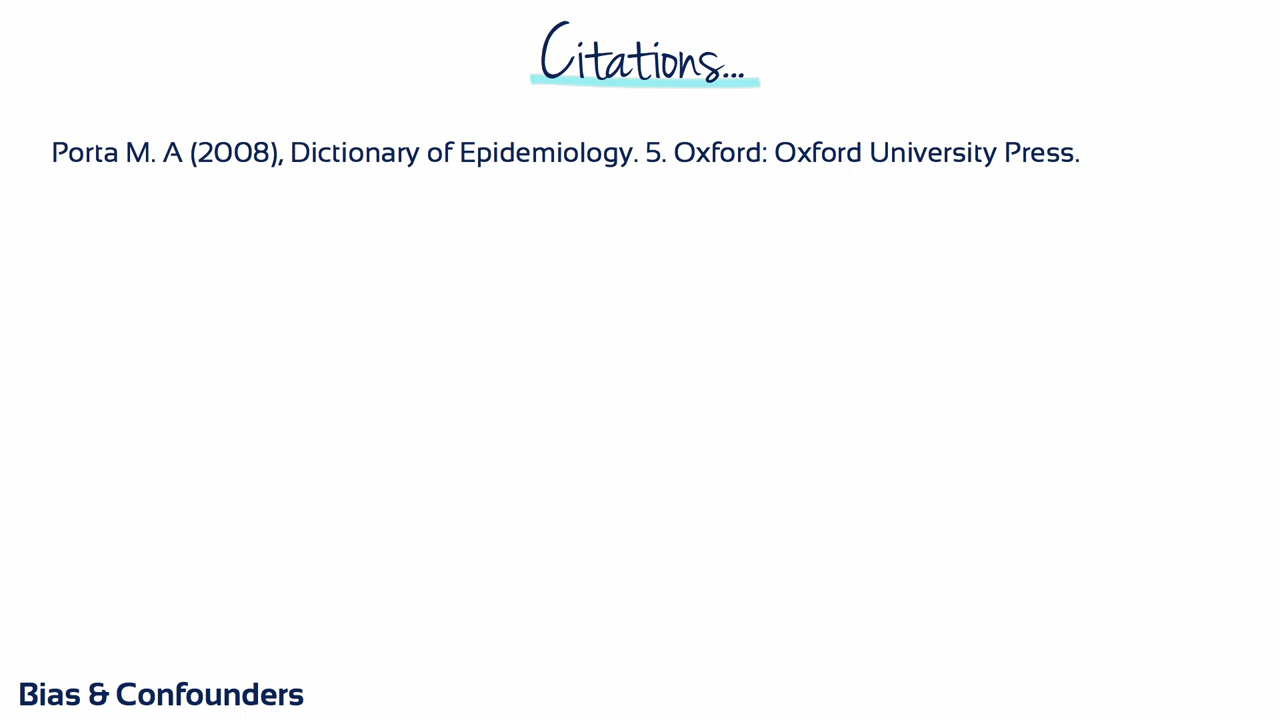 Citations...
Porta M. A (2008), Dictionary of Epidemiology. 5. Oxford: Oxford University Press.
Bias & Confounders